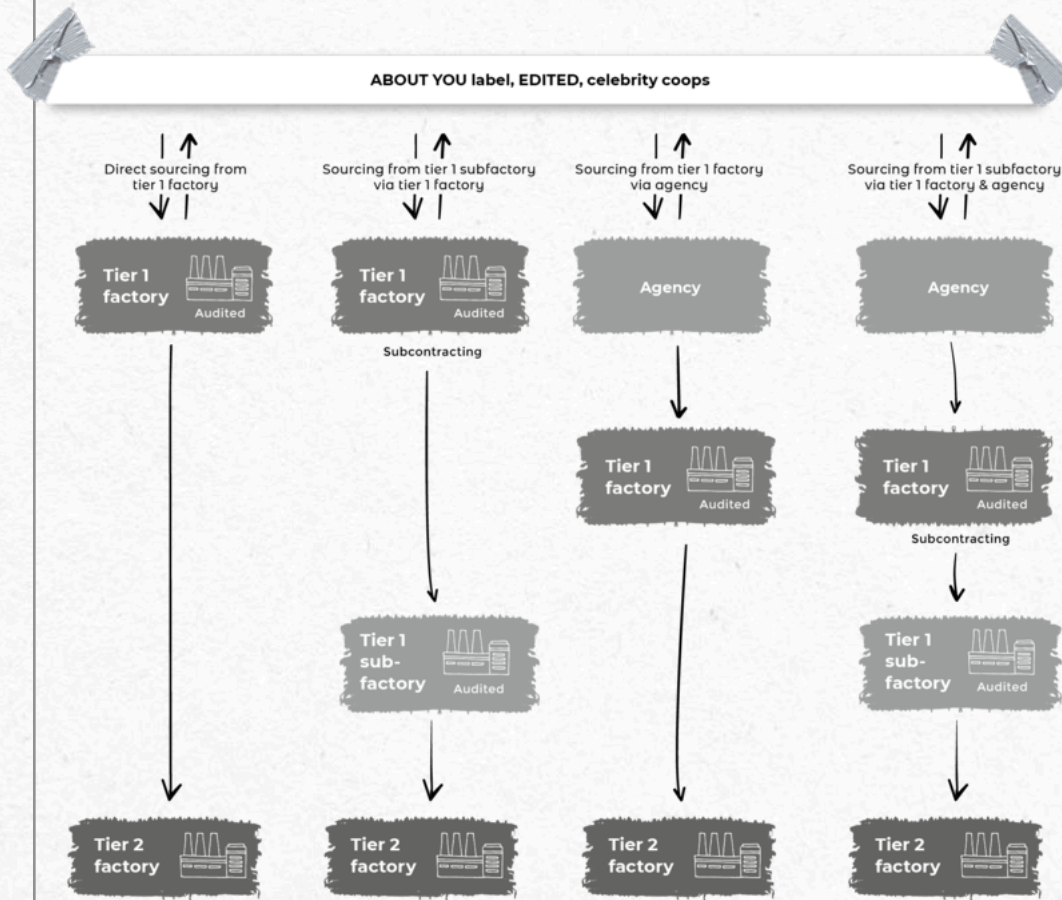 ABOUT YOU label, EDITED, celebrity coops
Direct sourcing from
tier 1 factory
Sourcing from tier 1 subfactory
via tier 1 factory
Sourcing from tier 1 factory
via agency
Sourcing from tier 1 subfactory
via tier 1 factory & agency
Tier 1
factory
Audited
Tier 1
factory
Audited
Agency
Agency
Subcontracting
Tier 1
factory
Audited
Tier 1
factory
Audited
Subcontracting
Tier 1
sub-
factory
Audited
Tier 1
sub-
factory
Audited
Tier 2
factory
Tier 2
factory
Tier 2
factory
Tier 2
factory